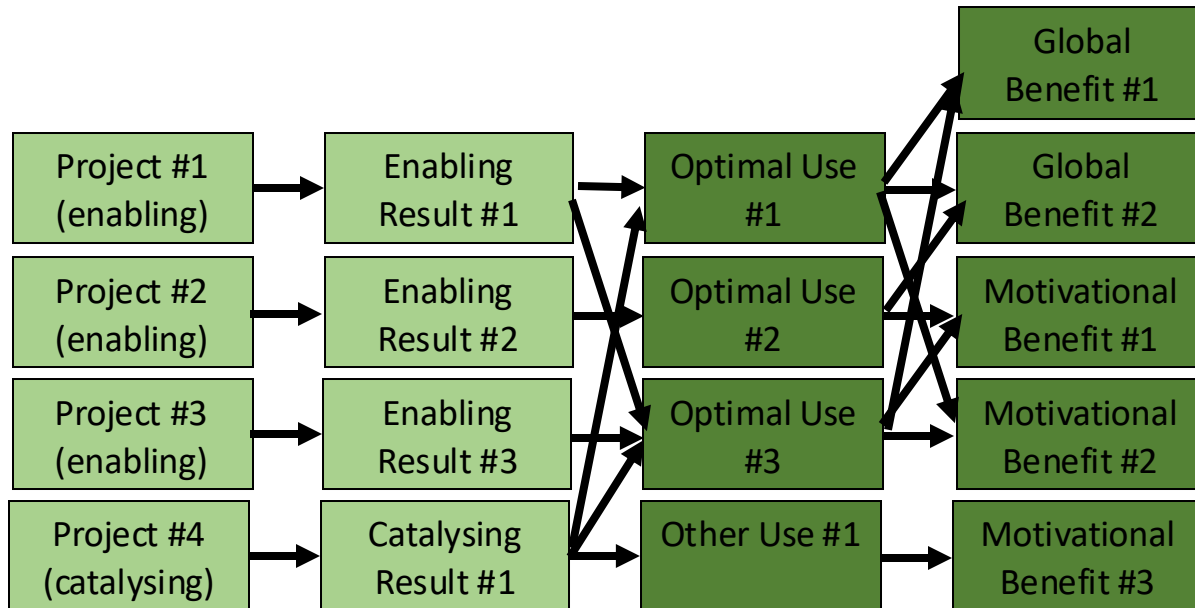 Global
Benefit #1
Project #1
(enabling)
Enabling
Result #1
Optimal Use
#1
Global
Benefit #2
Project #2
(enabling)
Enabling
Result #2
Optimal Use
#2
Motivational
Benefit #1
Project #3
(enabling)
Enabling
Result #3
Optimal Use
#3
Motivational
Benefit #2
Project #4
(catalysing)
Catalysing
Result #1
Other Use #1
Motivational
Benefit #3